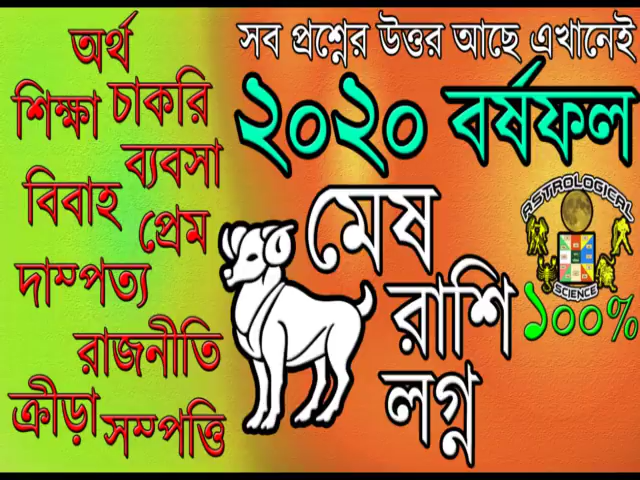 সব প্রশ্নের উত্তর আছে এখানেই
২০২০ বর্ষফল
মেষ
রাশি
লগ্ন
১০০%
ASTROLOGICAL
SCIENCE
অর্থ
শিক্ষা চাকরি
ব্যবসা
বিবাহ
প্রেম
দাম্পত্য
রাজনীতি
ক্রীড়া সম্পত্তি